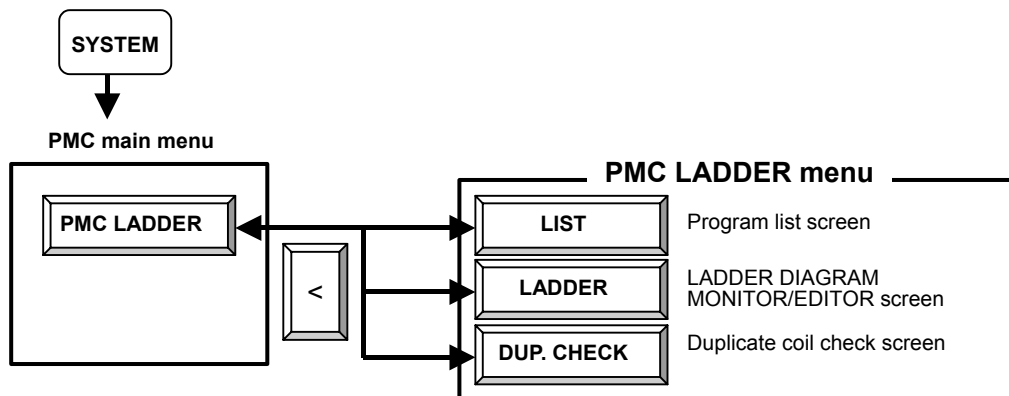 SYSTEM
PMC main menu
PMC LADDER
<
PMC LADDER menu
LIST
Program list screen
LADDER
LADDER DIAGRAM
MONITOR/EDITOR screen
DUP. CHECK
Duplicate coil check screen